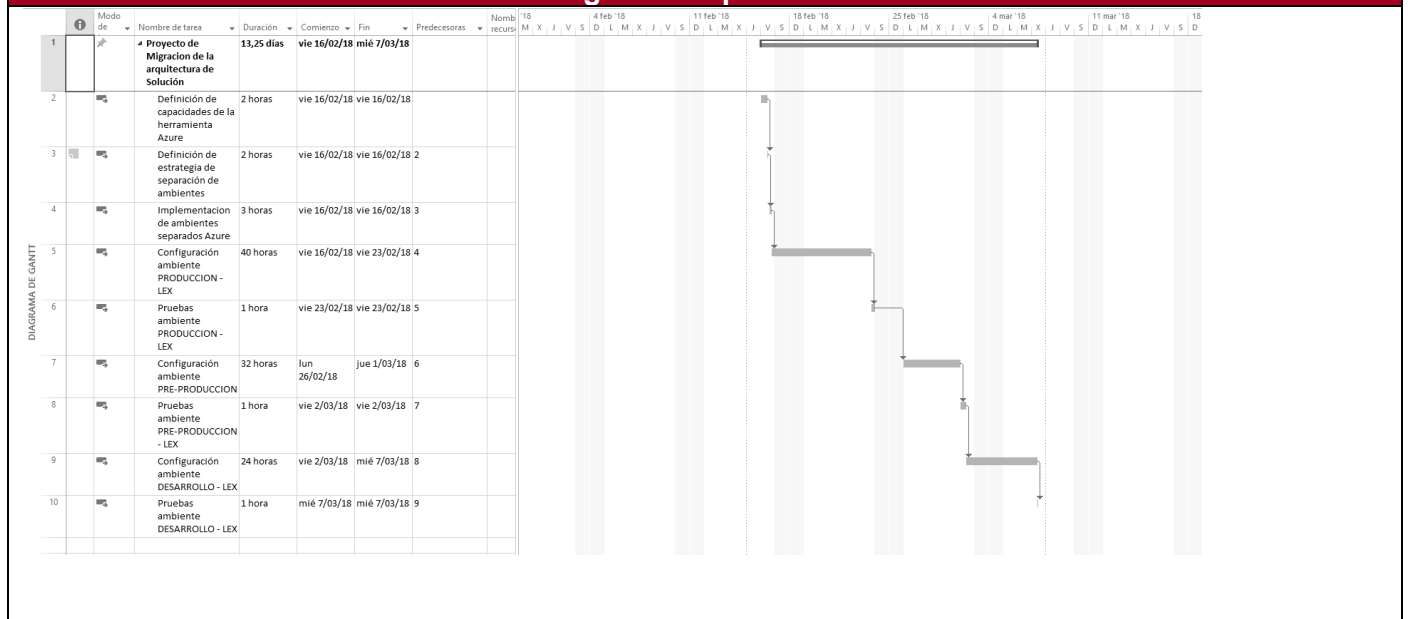 Modo de Nombre de tarea Duración Comienzo Fin Predecesoras Nomb recurs
'18 4 feb '18 11 feb '18 18 feb '18 25 feb '18 4 mar '18 11 mar '18 18
M X J V S D L M X J V S D L M X J V S D L M X J V S D L M X J V S D L M X J V S D
1 Proyecto de Migracion de la arquitectura de Solución 13,25 días vie 16/02/18 mié 7/03/18
2 Definición de capacidades de la herramienta Azure 2 horas vie 16/02/18 vie 16/02/18
3 Definición de estrategia de separación de ambientes 2 horas vie 16/02/18 vie 16/02/18 2
4 Implementacion de ambientes separados Azure 3 horas vie 16/02/18 vie 16/02/18 3
5 Configuración ambiente PRODUCCION - LEX 40 horas vie 16/02/18 vie 23/02/18 4
6 Pruebas ambiente PRODUCCION - LEX 1 hora vie 23/02/18 vie 23/02/18 5
7 Configuración ambiente PRE-PRODUCCION 32 horas lun 26/02/18 jue 1/03/18 6
8 Pruebas ambiente PRE-PRODUCCION - LEX 1 hora vie 2/03/18 vie 2/03/18 7
9 Configuración ambiente DESARROLLO - LEX 24 horas vie 2/03/18 mié 7/03/18 8
10 Pruebas ambiente DESARROLLO - LEX 1 hora mié 7/03/18 mié 7/03/18 9
DIAGRAMA DE GANTT